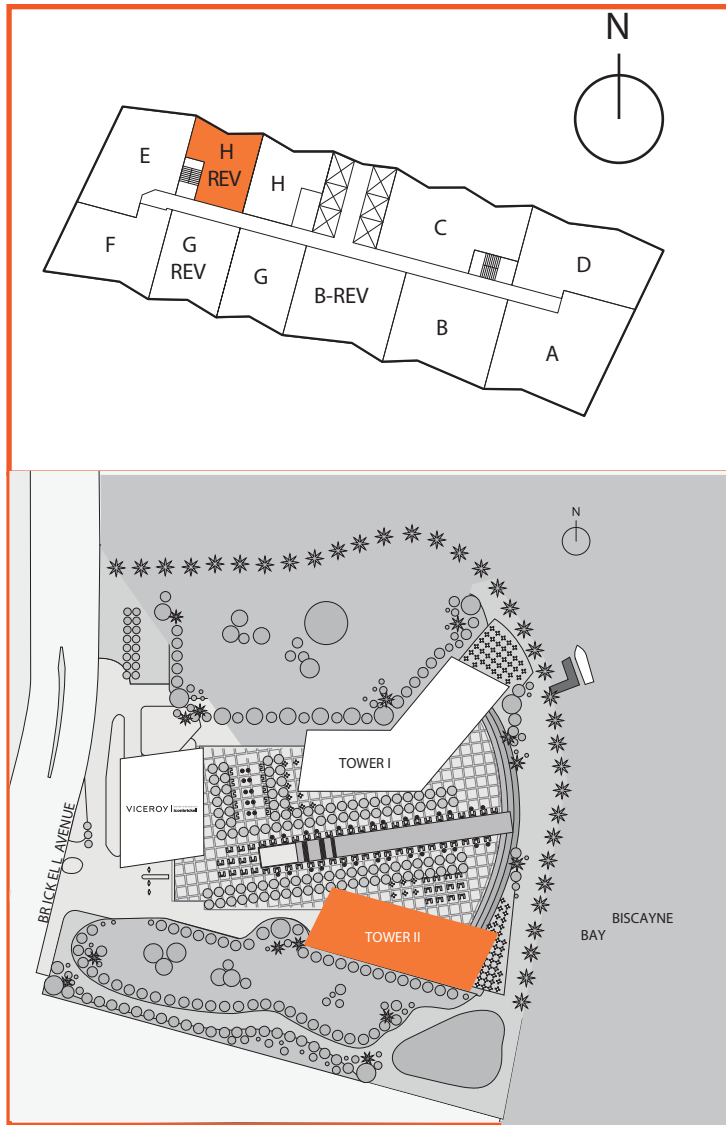 N
E
H
REV
H
C
D
F
G
REV
G
B-REV
B
A
N
TOWER I
VICEROY
BRICKELL AVENUE
TOWER II
BISCAYNE
BAY